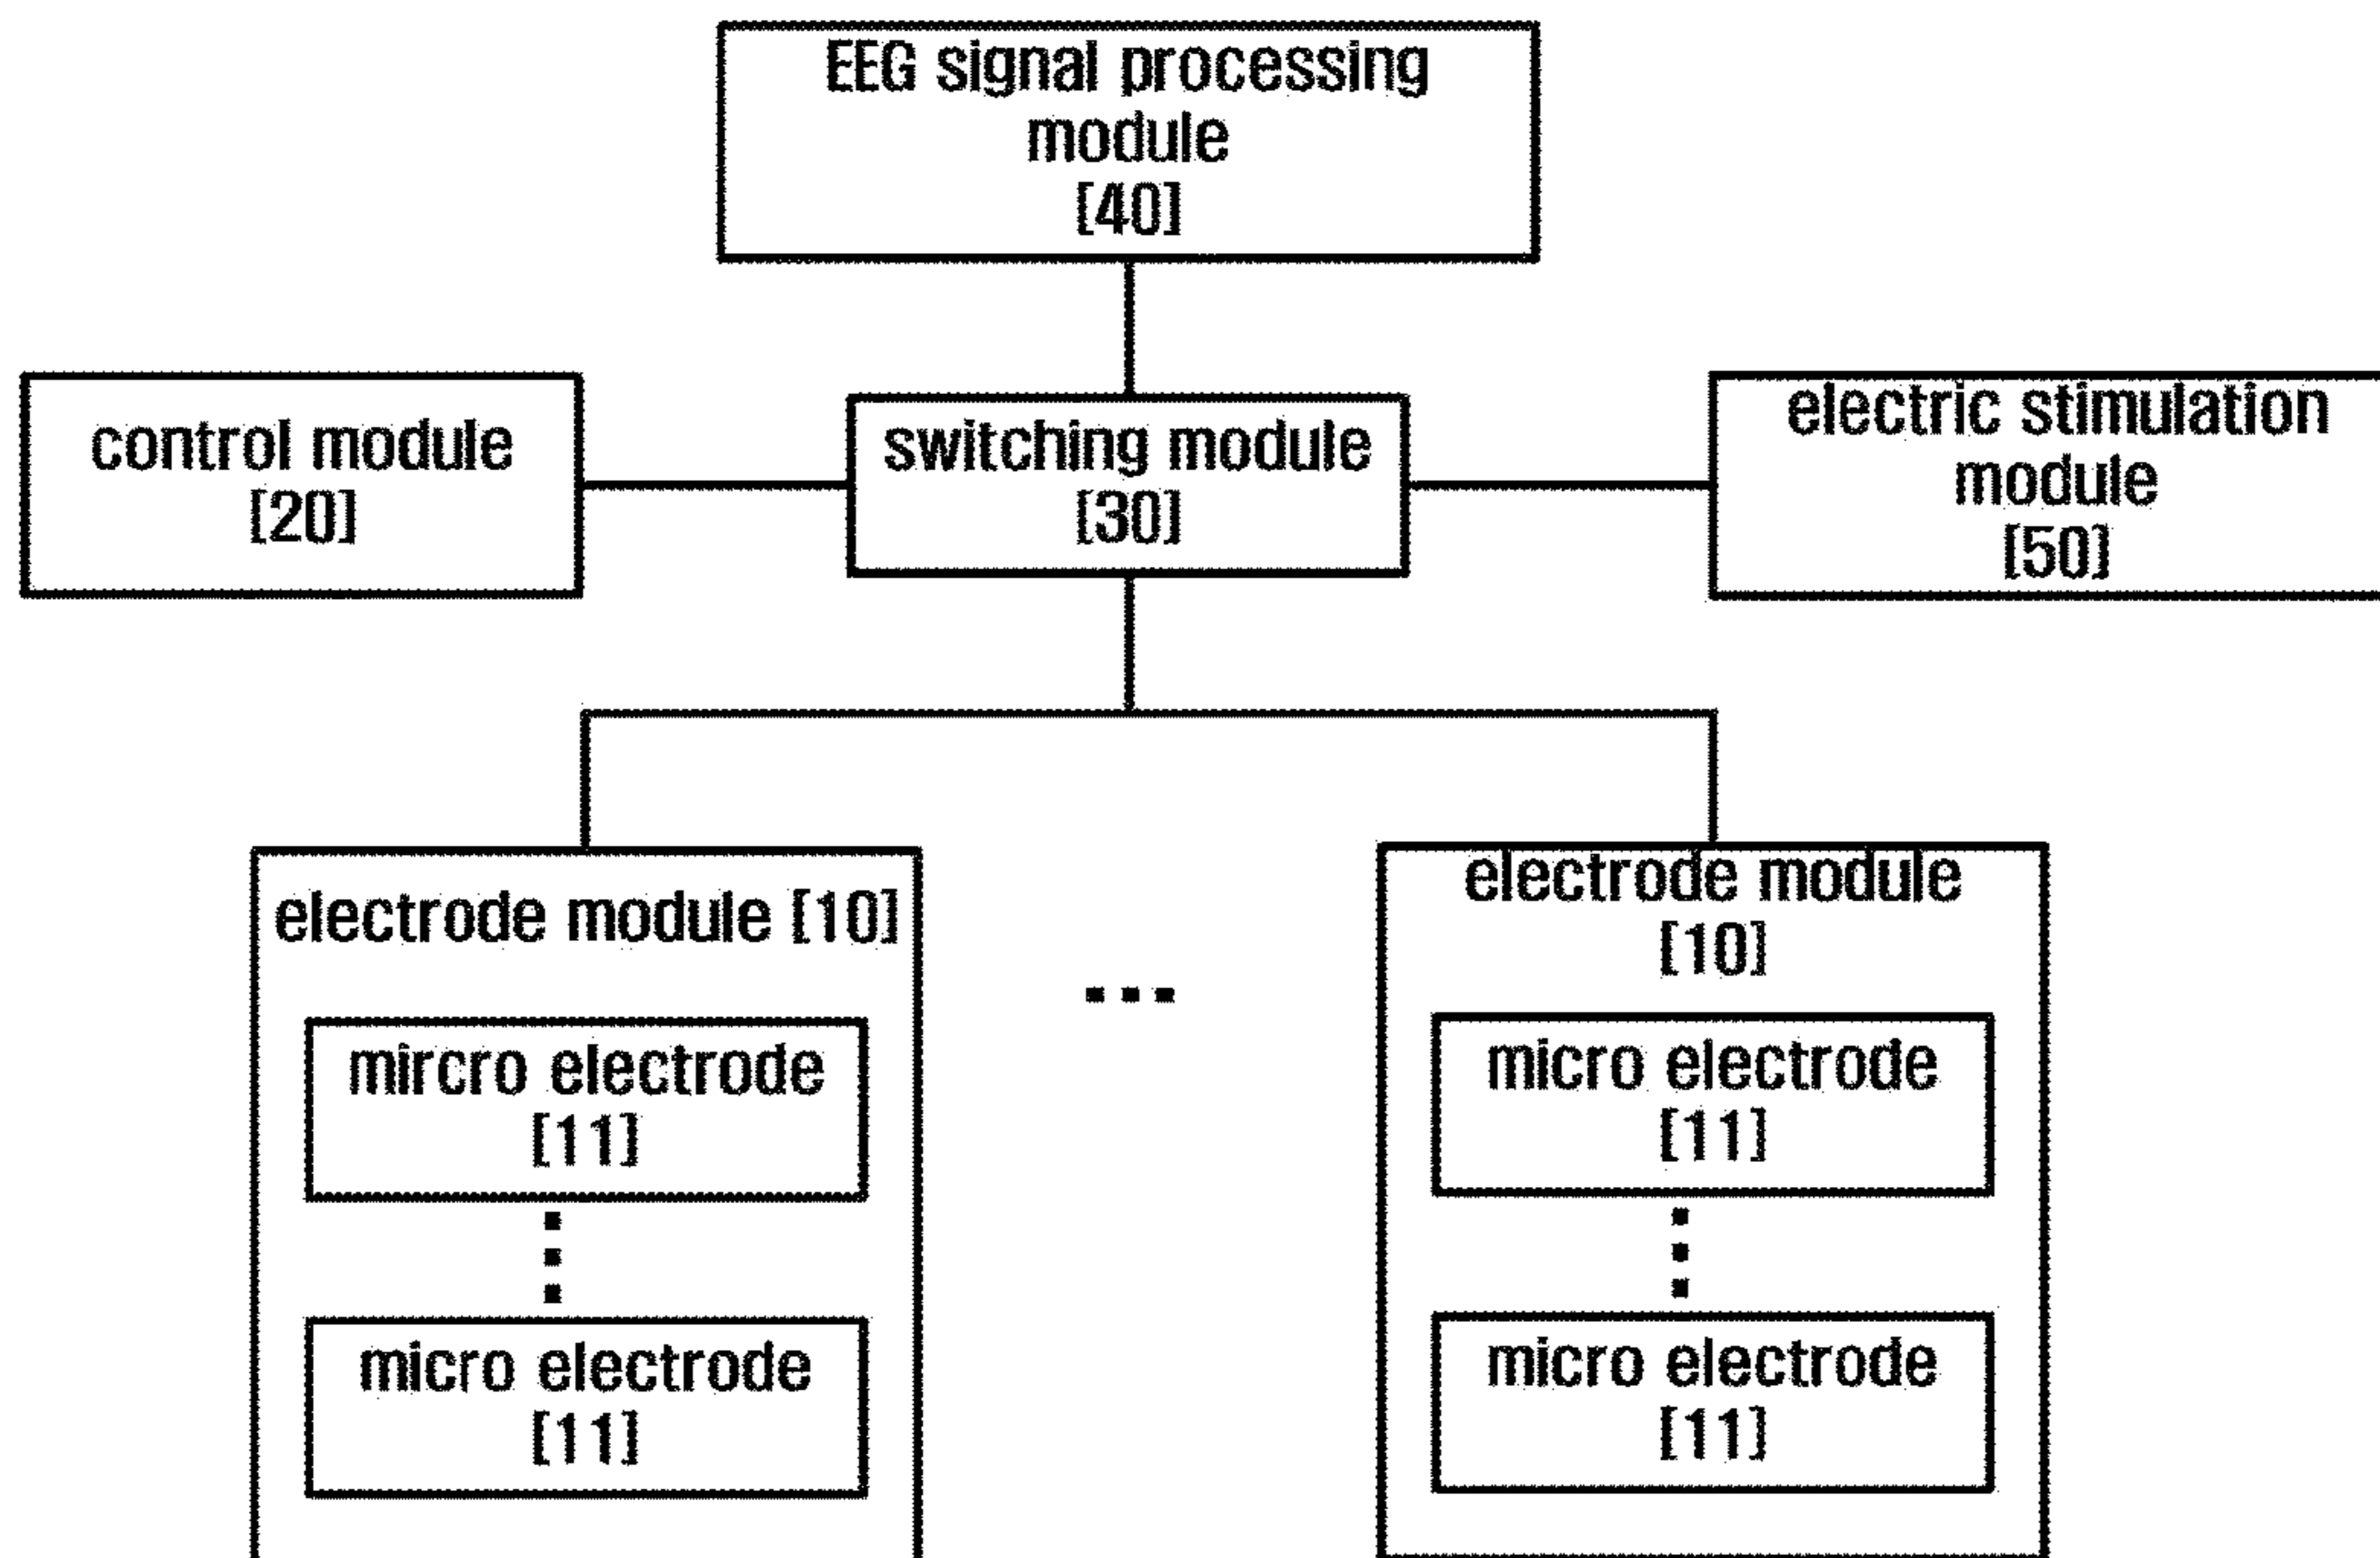 EEG signal processing
module
[40]
control module
[20]
switching module
[30]
electric stimulation
module
[50]
electrode module [10]
mircro electrode
[11]
micro electrode
[11]
...
electrode module
[10]
micro electrode
[11]
micro electrode
[11]